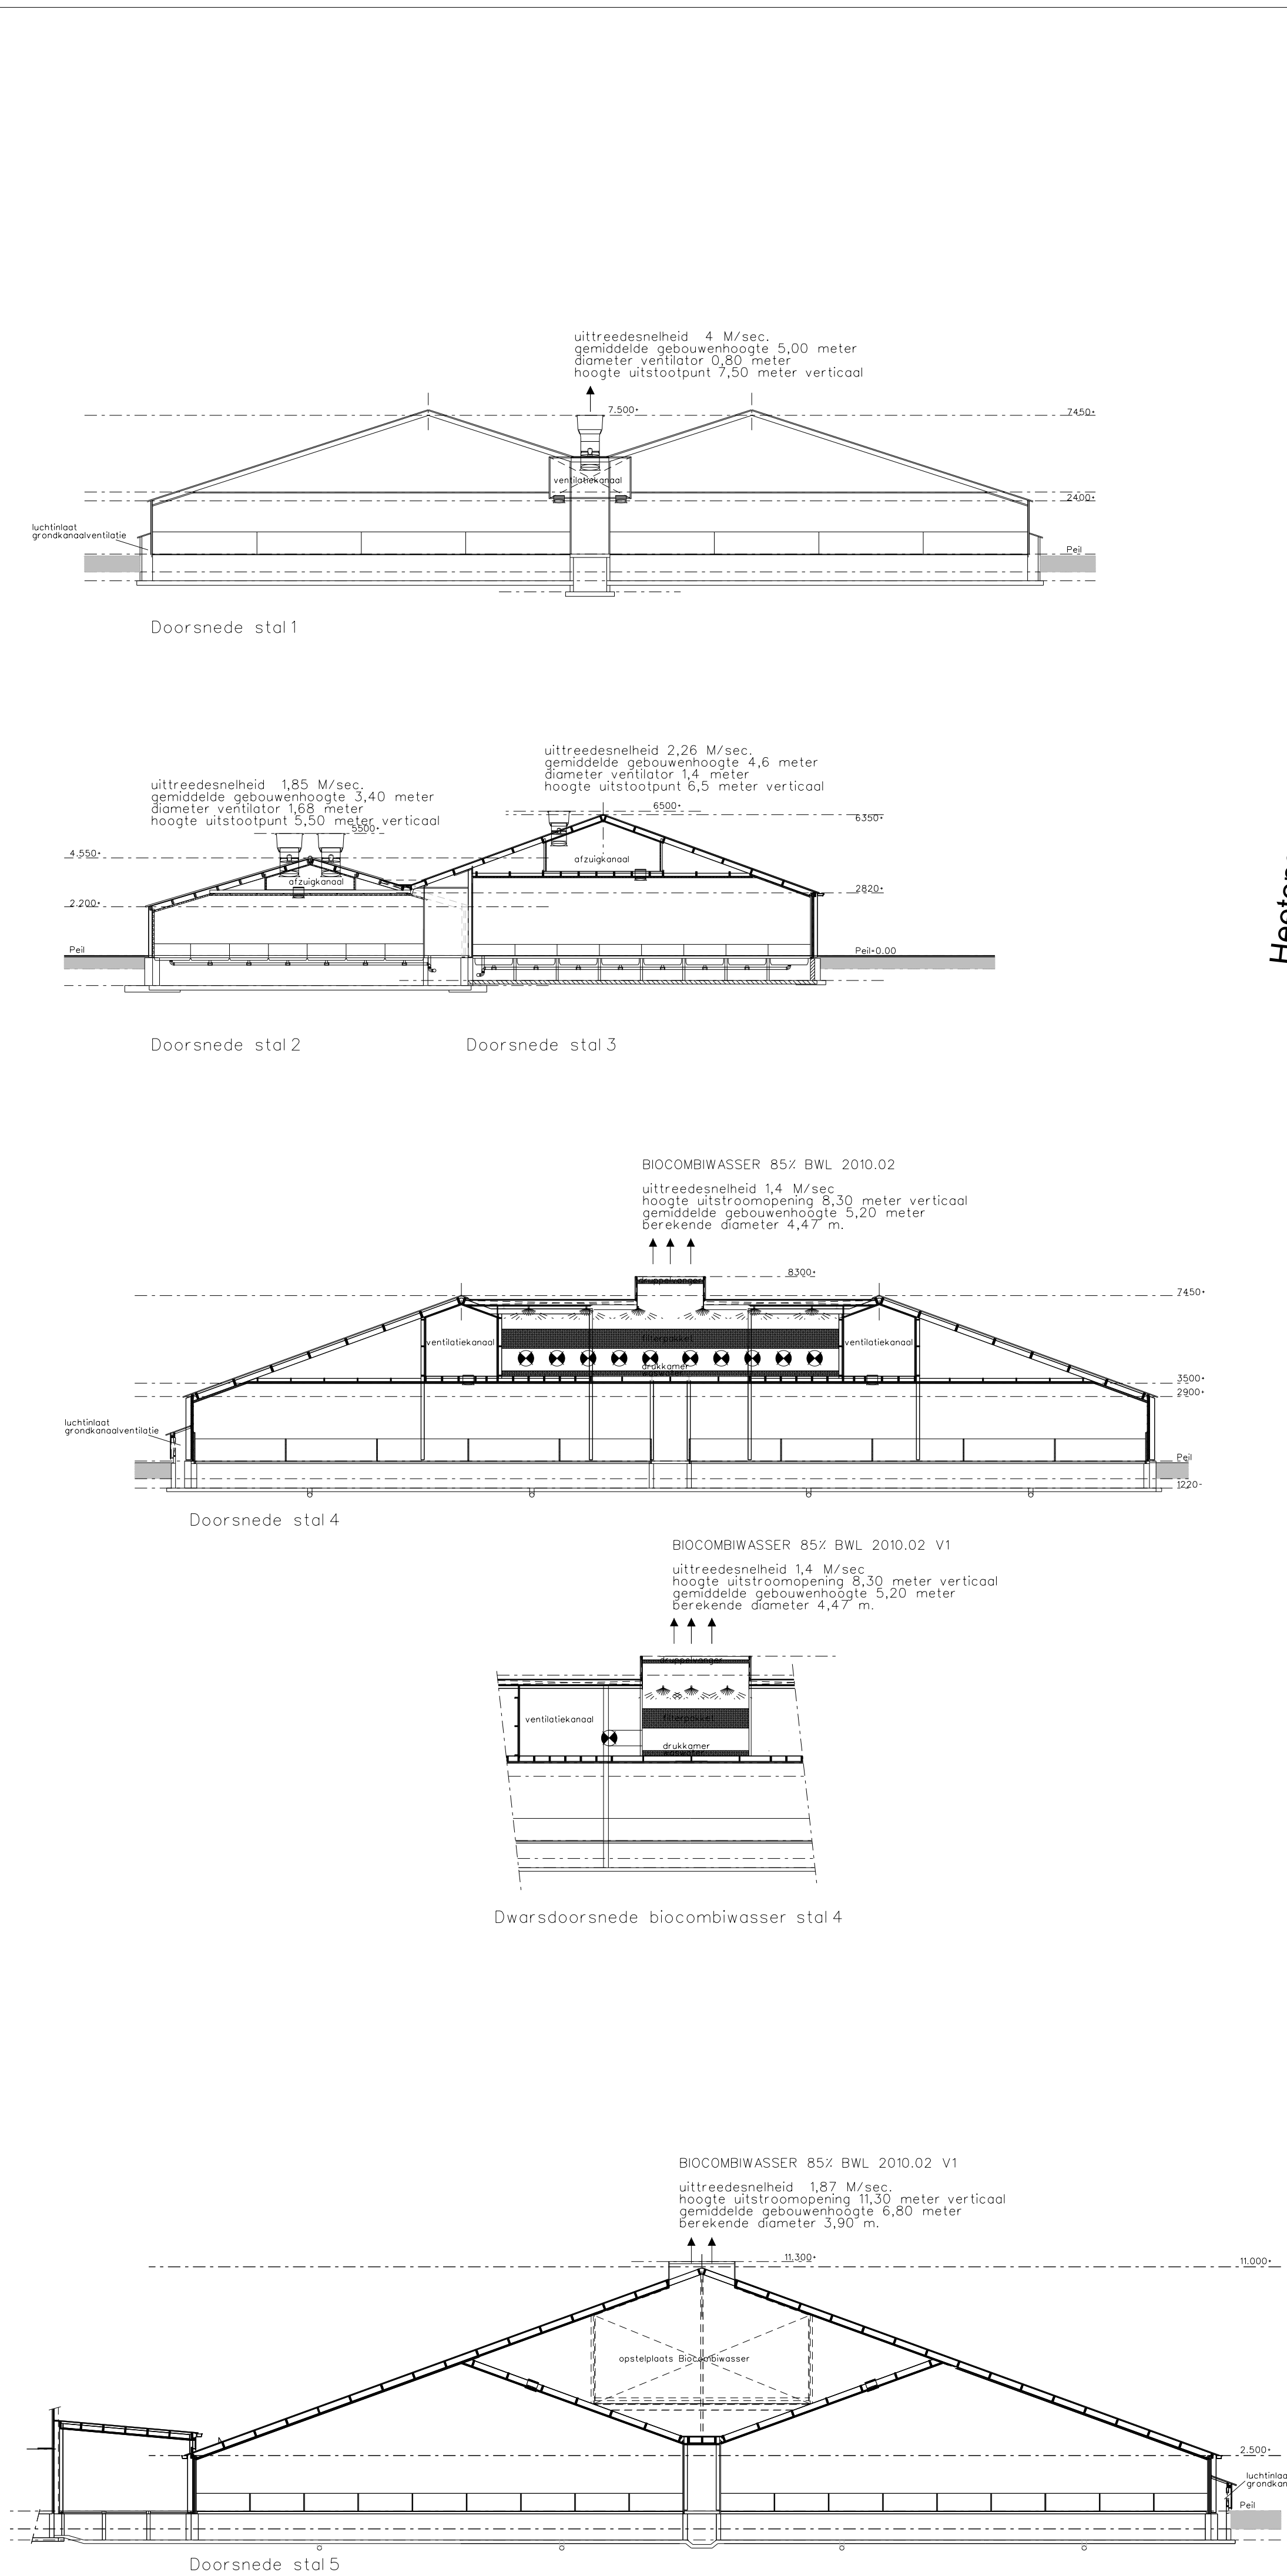 uittreedesnelheid 4 M/sec.
gemiddelde gebouwenhoogte 5,00 meter
diameter ventilator 0,80 meter
hoogte uitstootpunt 7,50 meter verticaal
7.500+
7450+
ventilatiekanaal
2400+
luchtinlaat
grondkanaalventilatie
Peil
Doorsnede stal 1
uittreedesnelheid 2,26 M/sec.
gemiddelde gebouwenhoogte 4,6 meter
diameter ventilator 1,4 meter
hoogte uitstootpunt 6,5 meter verticaal
uittreedesnelheid 1,85 M/sec.
gemiddelde gebouwenhoogte 3,40 meter
diameter ventilator 1,68 meter
hoogte uitstootpunt 5,50 meter verticaal
6500+
6350+
5500+
4.550+
afzuigkanaal
afzuigkanaal
2820+
2.200+
Peil
Peil=0.00
Doorsnede stal 2
Doorsnede stal 3
BIOCOMBIWASSER 85% BWL 2010.02
uittreedesnelheid 1,4 M/sec
hoogte uitstroomopening 8,30 meter verticaal
gemiddelde gebouwenhoogte 5,20 meter
berekende diameter 4,47 m.
8300+
druppelvanger
7450+
ventilatiekanaal
filterpakket
ventilatiekanaal
drukkamer
waswater
3500+
2900+
luchtinlaat
grondkanaalventilatie
Peil
1220-
Doorsnede stal 4
BIOCOMBIWASSER 85% BWL 2010.02 V1
uittreedesnelheid 1,4 M/sec
hoogte uitstroomopening 8,30 meter verticaal
gemiddelde gebouwenhoogte 5,20 meter
berekende diameter 4,47 m.
druppelvanger
ventilatiekanaal
filterpakket
drukkamer
waswater
Dwarsdoorsnede biocombiwasser stal 4
BIOCOMBIWASSER 85% BWL 2010.02 V1
uittreedesnelheid 1,87 M/sec.
hoogte uitstroomopening 11,30 meter verticaal
gemiddelde gebouwenhoogte 6,80 meter
berekende diameter 3,90 m.
11,300+
11.000+
opstelplaats Biocombiwasser
2.500+
Peil
Doorsnede stal 5